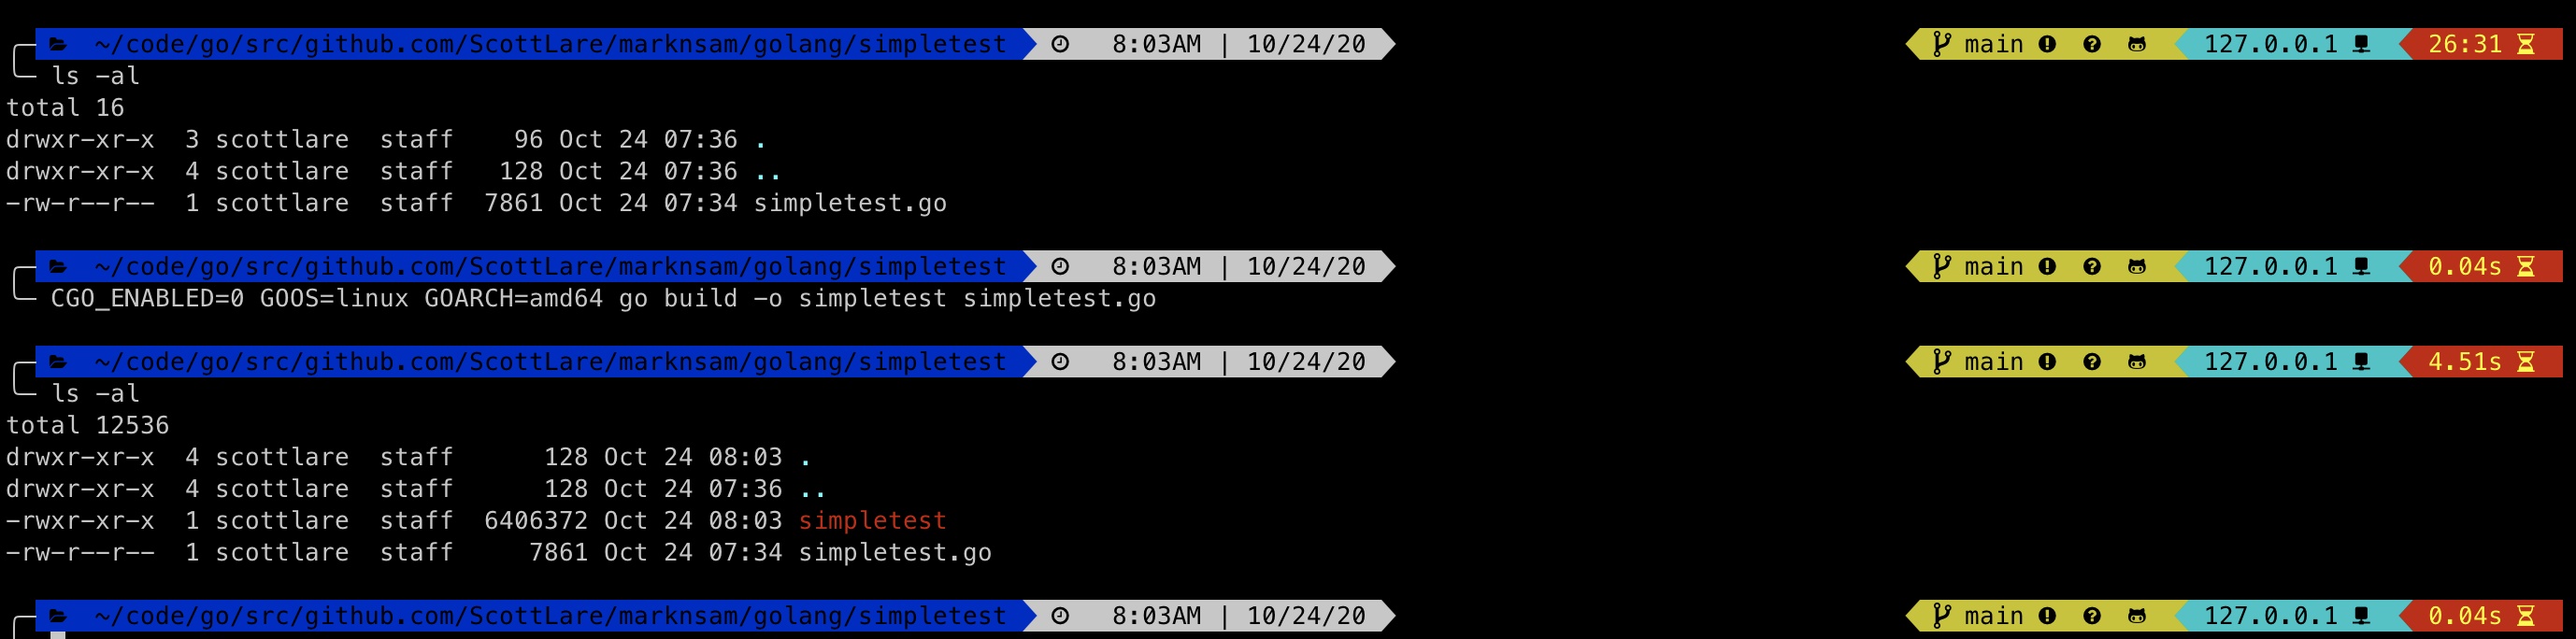 ~/code/go/src/github.com/ScottLare/marknsam/golang/simpletest 8:03AM | 10/24/20 main 127.0.0.1 26:31
ls -al
total 16
drwxr-xr-x  3 scottlare  staff    96 Oct 24 07:36 .
drwxr-xr-x  4 scottlare  staff   128 Oct 24 07:36 ..
-rw-r--r--  1 scottlare  staff  7861 Oct 24 07:34 simpletest.go
~/code/go/src/github.com/ScottLare/marknsam/golang/simpletest 8:03AM | 10/24/20 main 127.0.0.1 0.04s
CGO_ENABLED=0 GOOS=linux GOARCH=amd64 go build -o simpletest simpletest.go
~/code/go/src/github.com/ScottLare/marknsam/golang/simpletest 8:03AM | 10/24/20 main 127.0.0.1 4.51s
ls -al
total 12536
drwxr-xr-x  4 scottlare  staff      128 Oct 24 08:03 .
drwxr-xr-x  4 scottlare  staff      128 Oct 24 07:36 ..
-rwxr-xr-x  1 scottlare  staff  6406372 Oct 24 08:03 simpletest
-rw-r--r--  1 scottlare  staff     7861 Oct 24 07:34 simpletest.go
~/code/go/src/github.com/ScottLare/marknsam/golang/simpletest 8:03AM | 10/24/20 main 127.0.0.1 0.04s